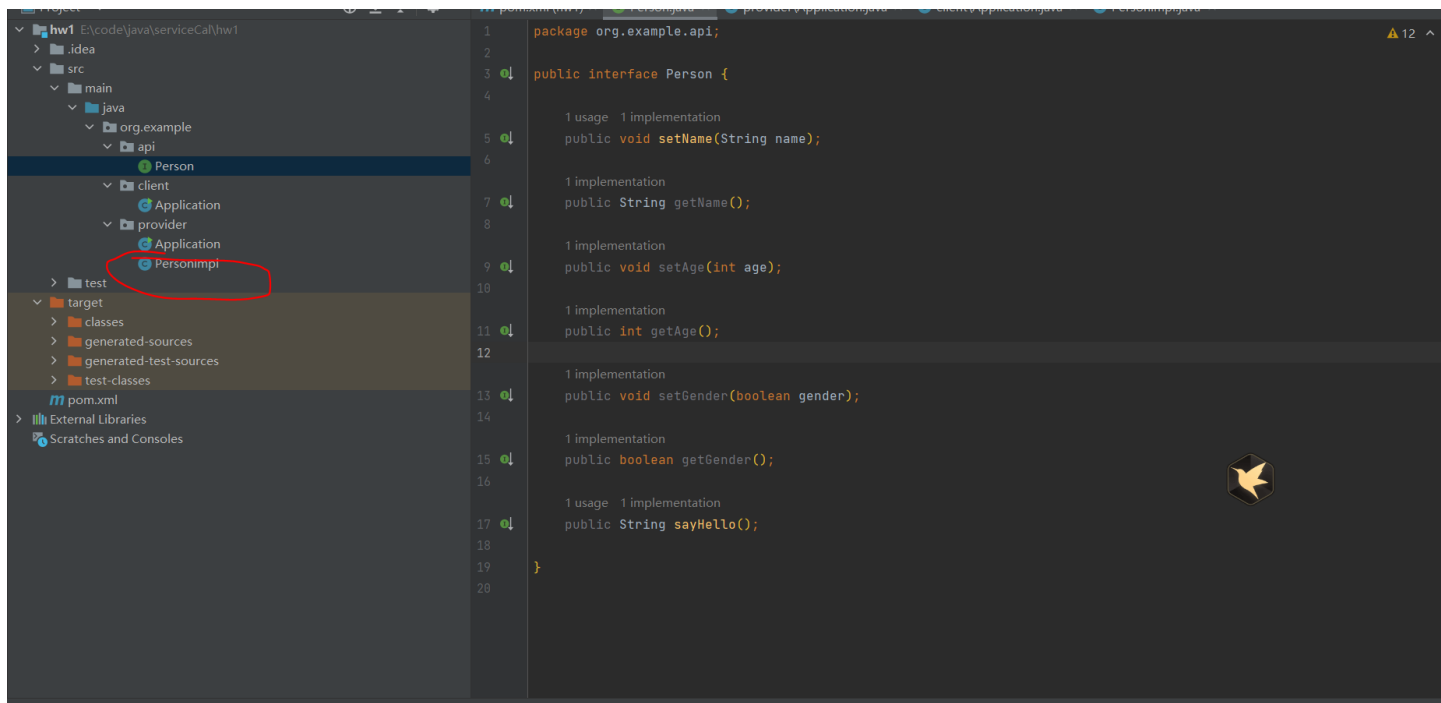 hw1 E:\code\java\serviceCal\hw1
.idea
src
main
java
org.example
api
Person
client
Application
provider
Application
Personimpl
test
target
classes
generated-sources
generated-test-sources
test-classes
pom.xml
External Libraries
Scratches and Consoles
12
1 package org.example.api;
2
3 public interface Person {
4
1 usage 1 implementation
5 public void setName(String name);
6
1 implementation
7 public String getName();
8
1 implementation
9 public void setAge(int age);
10
1 implementation
11 public int getAge();
12
1 implementation
13 public void setGender(boolean gender);
14
1 implementation
15 public boolean getGender();
16
1 usage 1 implementation
17 public String sayHello();
18
19 }
20